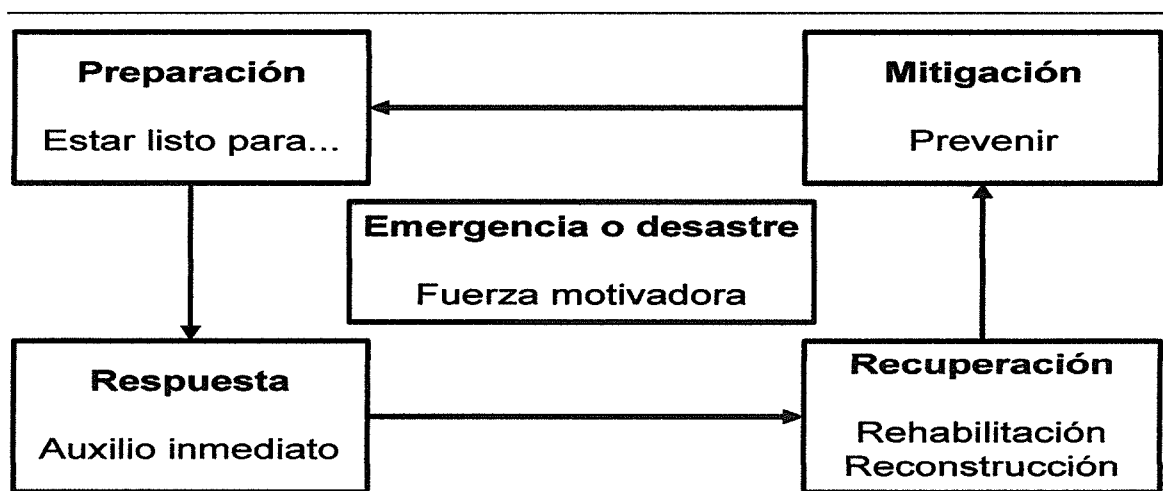 Preparación
Estar listo para...
Mitigación
Prevenir
Emergencia o desastre
Fuerza motivadora
Respuesta
Auxilio inmediato
Recuperación
Rehabilitación
Reconstrucción